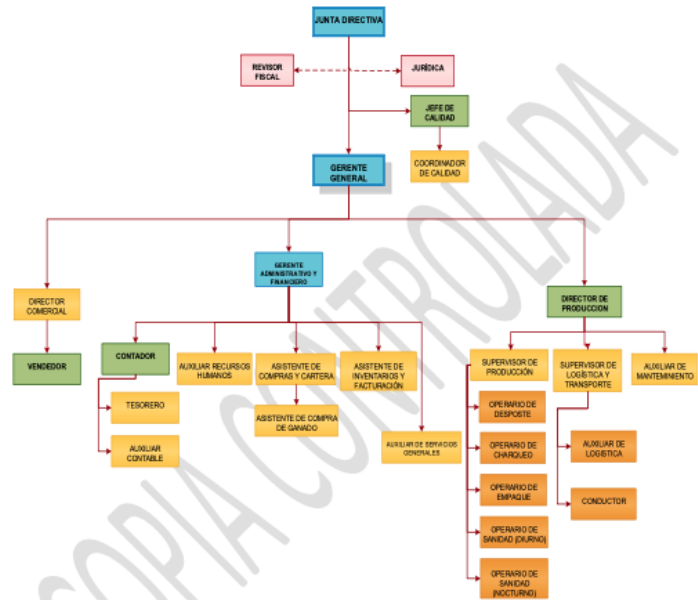 JUNTA DIRECTIVA
REVISOR
FISCAL
JURÍDICA
JEFE DE
CALIDAD
GERENTE
GENERAL
COORDINADOR
DE CALIDAD
GERENTE
ADMINISTRATIVO Y
FINANCIERO
DIRECTOR
COMERCIAL
DIRECTOR DE
PRODUCCION
VENDEDOR
CONTADOR
AUXILIAR RECURSOS
HUMANOS
ASISTENTE DE
COMPRAS Y CARTERA
ASISTENTE DE
INVENTARIOS Y
FACTURACIÓN
SUPERVISOR DE
PRODUCCIÓN
SUPERVISOR DE
LOGÍSTICA Y
TRANSPORTE
AUXILIAR DE
MANTEMIMIENTO
TESORERO
ASISTENTE DE COMPRA
DE GANADO
OPERARIO DE
DESPOSTE
AUXILIAR
CONTABLE
AUXILIAR DE SERVICIOS
GENERALES
OPERARIO DE
CHARQUEO
AUXILIAR DE
LOGISTICA
OPERARIO DE
EMPAQUE
CONDUCTOR
OPERARIO DE
SANIDAD (DIURNO)
OPERARIO DE
SANIDAD
(NOCTURNO)
COPIA CONTROLADA